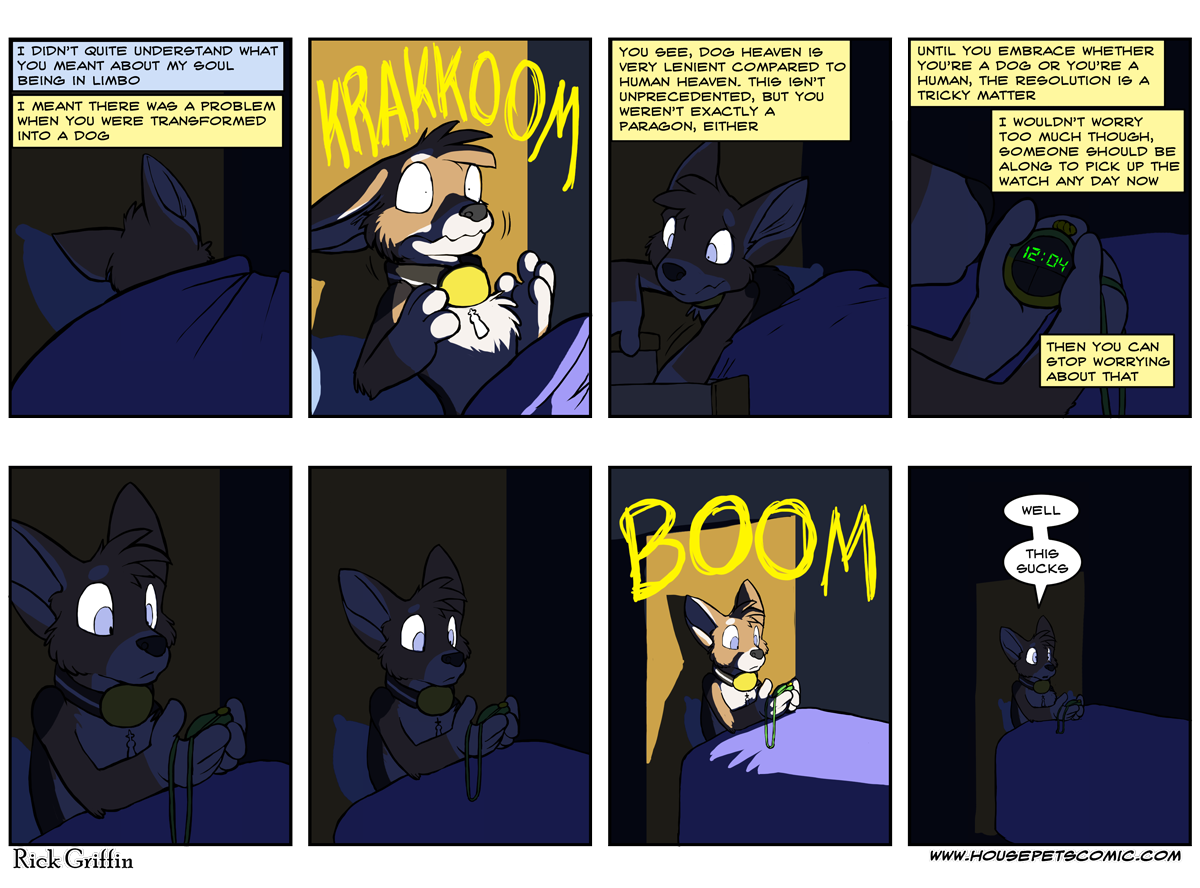 I DIDN'T QUITE UNDERSTAND WHAT
YOU MEANT ABOUT MY SOUL
BEING IN LIMBO
I MEANT THERE WAS A PROBLEM
WHEN YOU WERE TRANSFORMED
INTO A DOG
KRAKKOOM
YOU SEE, DOG HEAVEN IS
VERY LENIENT COMPARED TO
HUMAN HEAVEN. THIS ISN'T
UNPRECEDENTED, BUT YOU
WEREN'T EXACTLY A
PARAGON, EITHER
UNTIL YOU EMBRACE WHETHER
YOU'RE A DOG OR YOU'RE A
HUMAN, THE RESOLUTION IS A
TRICKY MATTER
I WOULDN'T WORRY
TOO MUCH THOUGH,
SOMEONE SHOULD BE
ALONG TO PICK UP THE
WATCH ANY DAY NOW
12:04
THEN YOU CAN
STOP WORRYING
ABOUT THAT
BOOM
WELL
THIS
SUCKS
Rick Griffin
WWW.HOUSEPETSCOMIC.COM